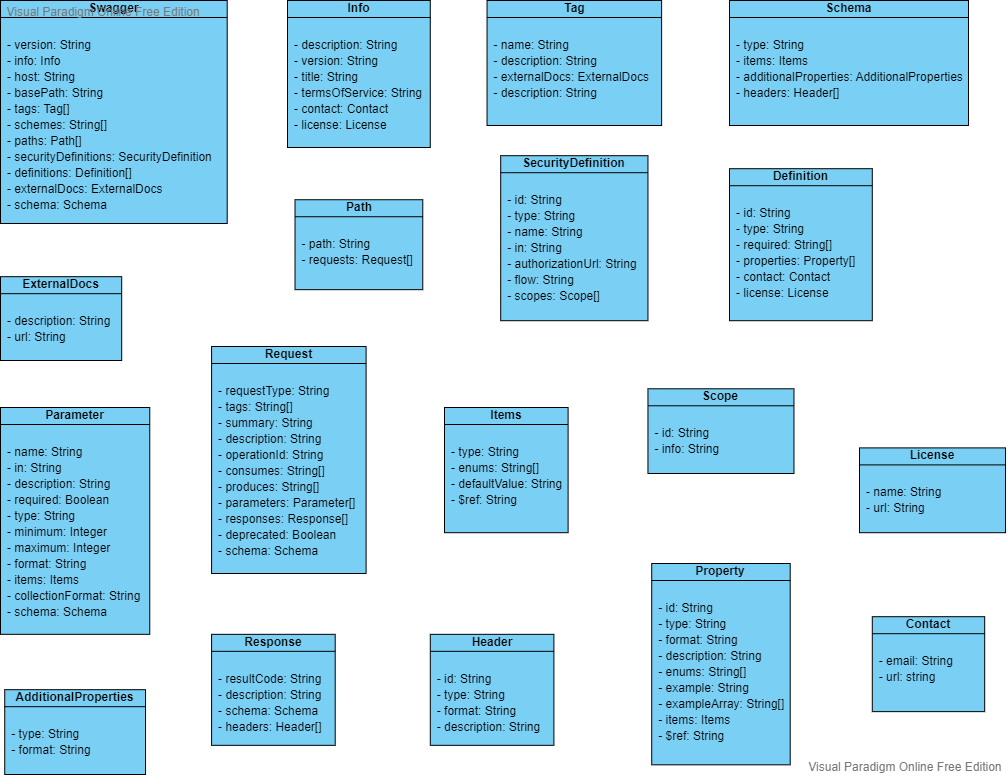 Visual Paradigm Online Free Edition
Swagger
- version: String
- info: Info
- host: String
- basePath: String
- tags: Tag[]
- schemes: String[]
- paths: Path[]
- securityDefinitions: SecurityDefinition
- definitions: Definition[]
- externalDocs: ExternalDocs
- schema: Schema
Info
- description: String
- version: String
- title: String
- termsOfService: String
- contact: Contact
- license: License
Tag
- name: String
- description: String
- externalDocs: ExternalDocs
- description: String
Schema
- type: String
- items: Items
- additionalProperties: AdditionalProperties
- headers: Header[]
SecurityDefinition
- id: String
- type: String
- name: String
- in: String
- authorizationUrl: String
- flow: String
- scopes: Scope[]
Definition
- id: String
- type: String
- required: String[]
- properties: Property[]
- contact: Contact
- license: License
Path
- path: String
- requests: Request[]
ExternalDocs
- description: String
- url: String
Request
- requestType: String
- tags: String[]
- summary: String
- description: String
- operationId: String
- consumes: String[]
- produces: String[]
- parameters: Parameter[]
- responses: Response[]
- deprecated: Boolean
- schema: Schema
Scope
- id: String
- info: String
Parameter
- name: String
- in: String
- description: String
- required: Boolean
- type: String
- minimum: Integer
- maximum: Integer
- format: String
- items: Items
- collectionFormat: String
- schema: Schema
Items
- type: String
- enums: String[]
- defaultValue: String
- $ref: String
License
- name: String
- url: String
Property
- id: String
- type: String
- format: String
- description: String
- enums: String[]
- example: String
- exampleArray: String[]
- items: Items
- $ref: String
Contact
- email: String
- url: string
Response
- resultCode: String
- description: String
- schema: Schema
- headers: Header[]
Header
- id: String
- type: String
- format: String
- description: String
AdditionalProperties
- type: String
- format: String
Visual Paradigm Online Free Edition